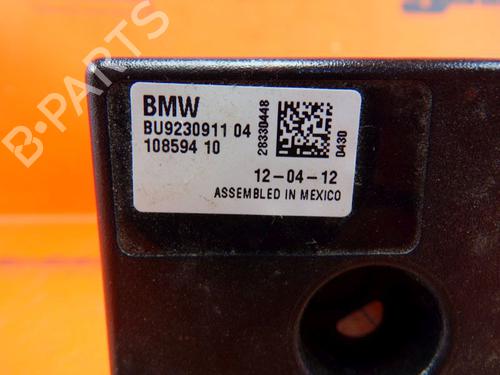 B-PARTS
BMW
BU9230911 04
108594 10
28330448
0430
12-04-12
ASSEMBLED IN MEXICO